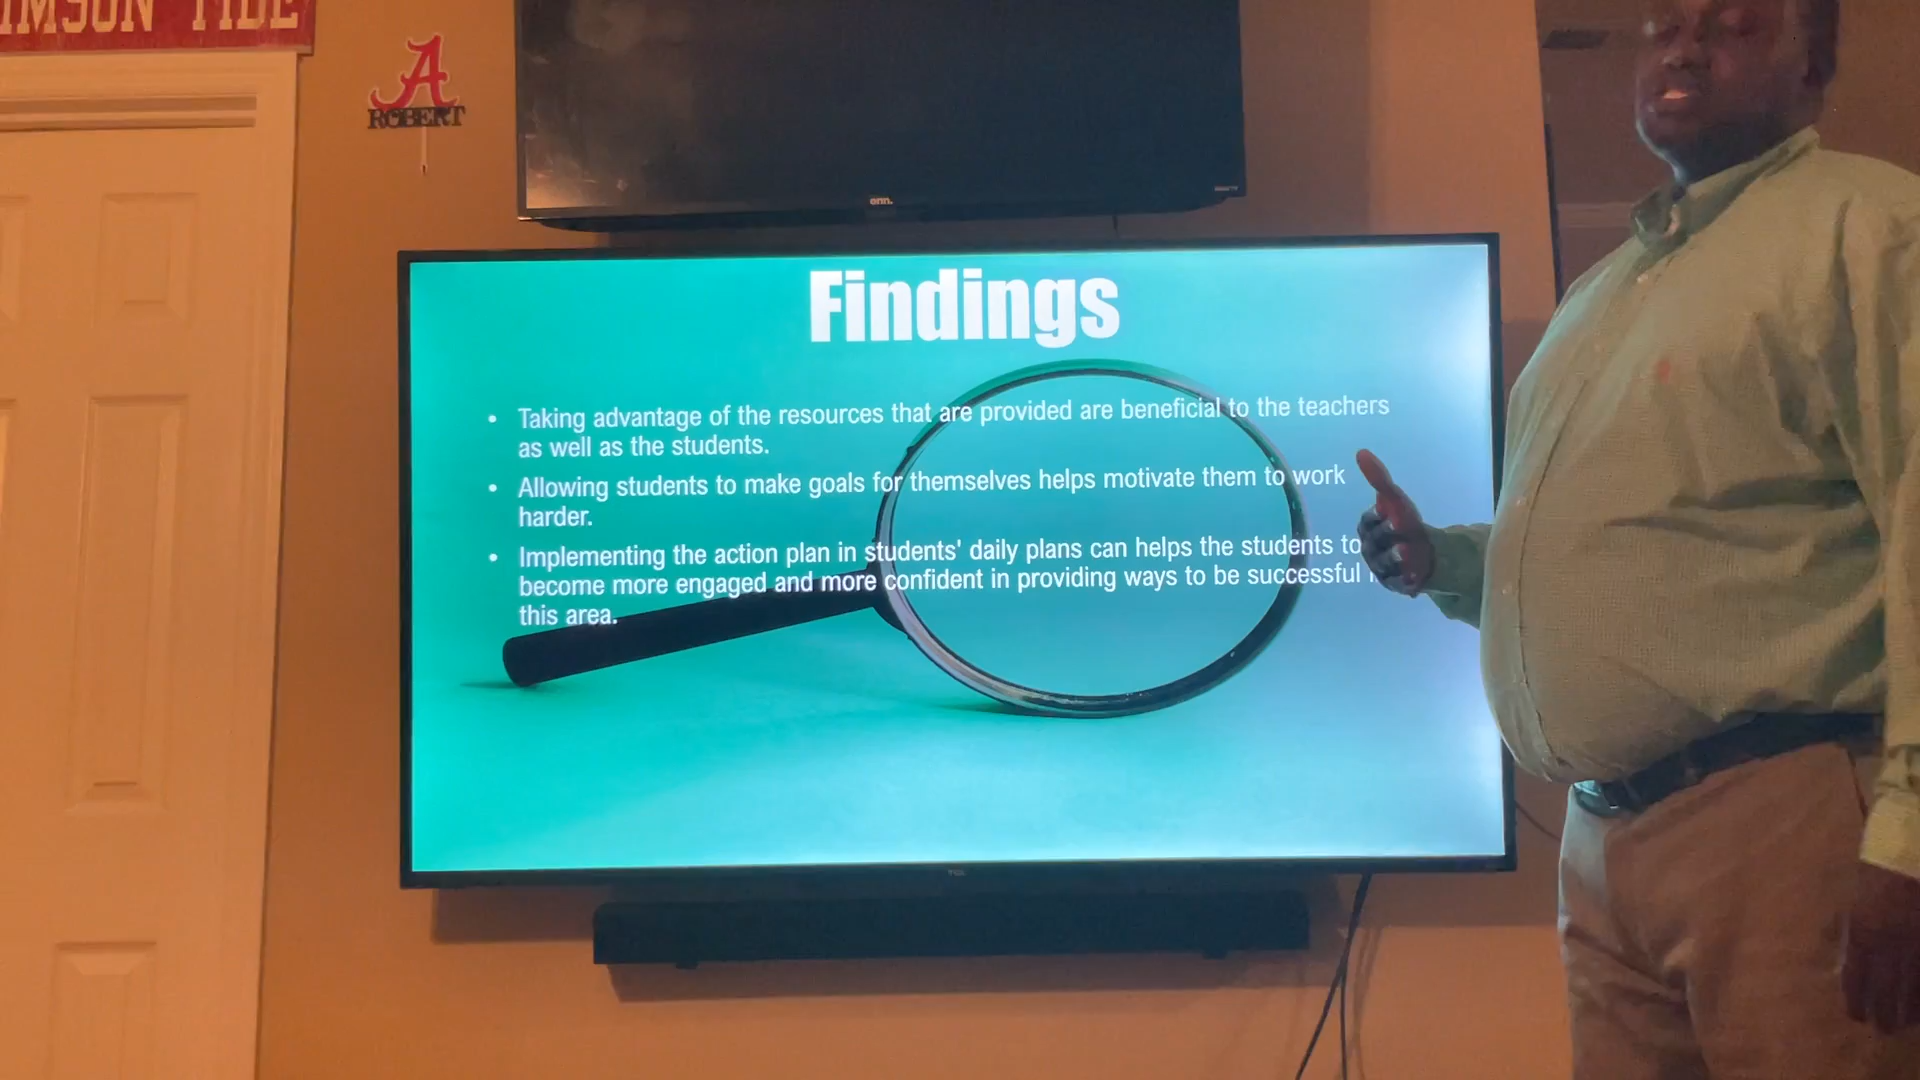 CRIMSON TIDE
A
ROBERT
onn.
Findings
• Taking advantage of the resources that are provided are beneficial to the teachers
as well as the students.
• Allowing students to make goals for themselves helps motivate them to work
harder.
• Implementing the action plan in students' daily plans can helps the students to
become more engaged and more confident in providing ways to be successful
this area.
TCL